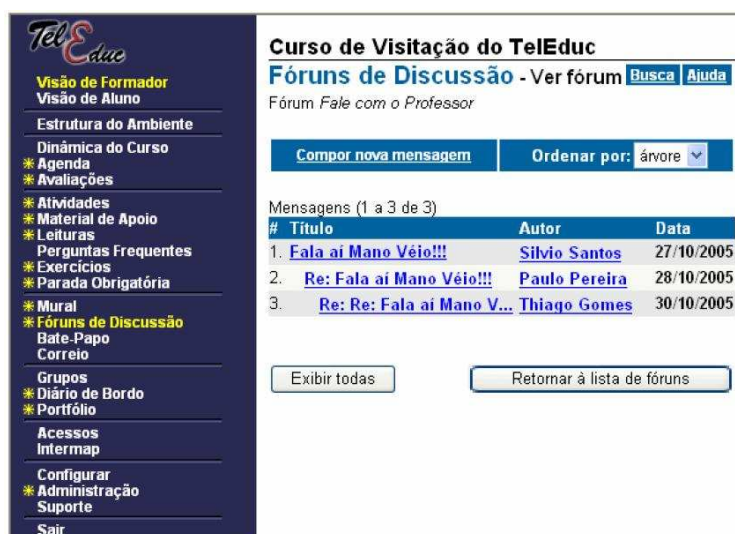 TelEduc
Visão de Formador
Visão de Aluno
Estrutura do Ambiente
Dinâmica do Curso
* Agenda
* Avaliações
* Atividades
* Material de Apoio
* Leituras
Perguntas Frequentes
* Exercícios
* Parada Obrigatória
* Mural
* Fóruns de Discussão
Bate-Papo
Correio
Grupos
* Diário de Bordo
* Portfólio
Acessos
Intermap
Configurar
* Administração
Suporte
Sair
Curso de Visitação do TelEduc
Fóruns de Discussão - Ver fórum Busca Ajuda
Fórum Fale com o Professor
Compor nova mensagem Ordenar por: árvore
Mensagens (1 a 3 de 3)
# Título Autor Data
1. Fala aí Mano Véio!!! Silvio Santos 27/10/2005
2. Re: Fala aí Mano Véio!!! Paulo Pereira 28/10/2005
3. Re: Re: Fala aí Mano V... Thiago Gomes 30/10/2005
Exibir todas Retornar à lista de fóruns